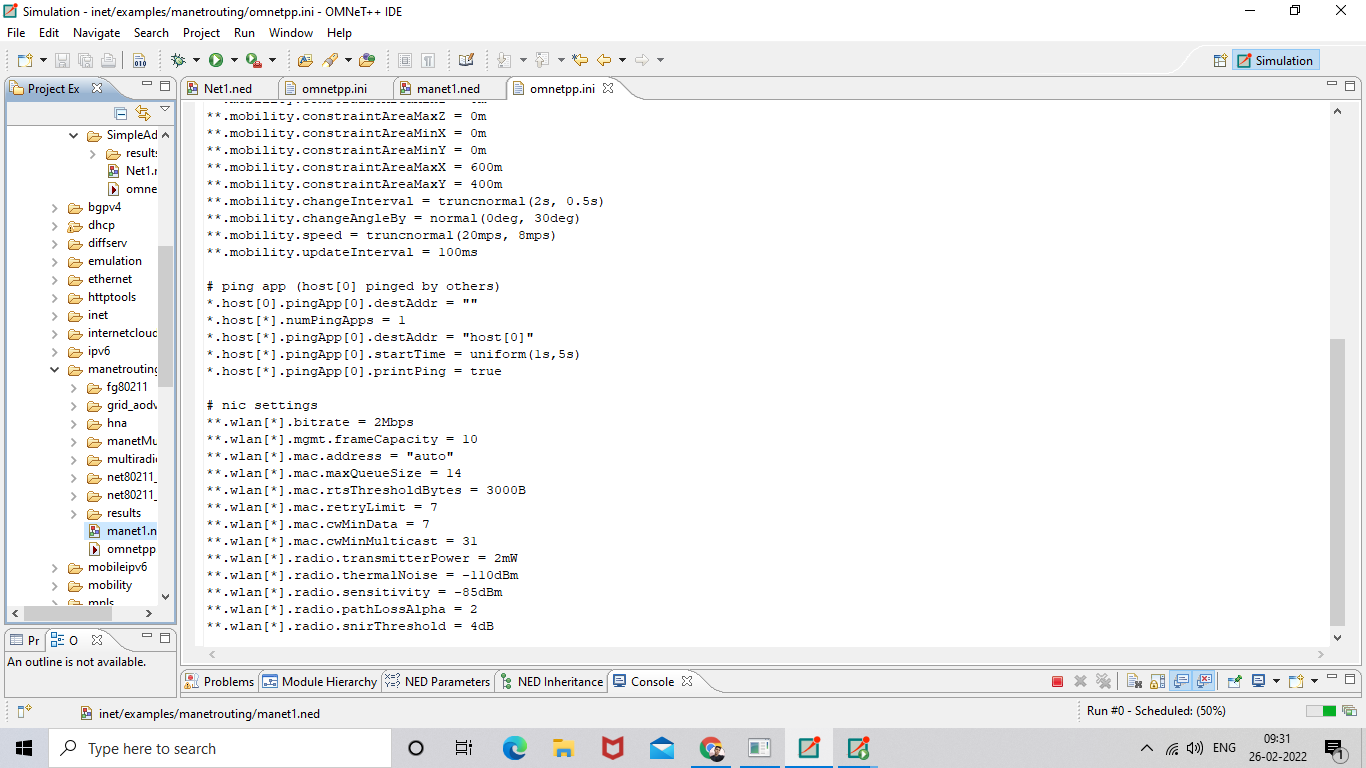 Simulation - inet/examples/manetrouting/omnetpp.ini - OMNeT++ IDE
File Edit Navigate Search Project Run Window Help
Simulation
Project Ex
Net1.ned
omnetpp.ini
manet1.ned
omnetpp.ini
SimpleAd
results
Net1.r
omne
bgpv4
dhcp
diffserv
emulation
ethernet
httptools
inet
internetcloud
ipv6
manetrouting
fg80211
grid_aodv
hna
manetMu
multiradi
net80211_
net80211_
results
manet1.n
omnetpp
mobileipv6
mobility
mpls
**.mobility.constraintAreaMaxZ = 0m
**.mobility.constraintAreaMinX = 0m
**.mobility.constraintAreaMinY = 0m
**.mobility.constraintAreaMaxX = 600m
**.mobility.constraintAreaMaxY = 400m
**.mobility.changeInterval = truncnormal(2s, 0.5s)
**.mobility.changeAngleBy = normal(0deg, 30deg)
**.mobility.speed = truncnormal(20mps, 8mps)
**.mobility.updateInterval = 100ms
# ping app (host[0] pinged by others)
*.host[0].pingApp[0].destAddr = ""
*.host[*].numPingApps = 1
*.host[*].pingApp[0].destAddr = "host[0]"
*.host[*].pingApp[0].startTime = uniform(1s,5s)
*.host[*].pingApp[0].printPing = true
# nic settings
**.wlan[*].bitrate = 2Mbps
**.wlan[*].mgmt.frameCapacity = 10
**.wlan[*].mac.address = "auto"
**.wlan[*].mac.maxQueueSize = 14
**.wlan[*].mac.rtsThresholdBytes = 3000B
**.wlan[*].mac.retryLimit = 7
**.wlan[*].mac.cwMinData = 7
**.wlan[*].mac.cwMinMulticast = 31
**.wlan[*].radio.transmitterPower = 2mW
**.wlan[*].radio.thermalNoise = -110dBm
**.wlan[*].radio.sensitivity = -85dBm
**.wlan[*].radio.pathLossAlpha = 2
**.wlan[*].radio.snirThreshold = 4dB
Pr
O
An outline is not available.
Problems Module Hierarchy NED Parameters NED Inheritance Console
inet/examples/manetrouting/manet1.ned
Run #0 - Scheduled: (50%)
Type here to search
ENG
09:31
26-02-2022
1